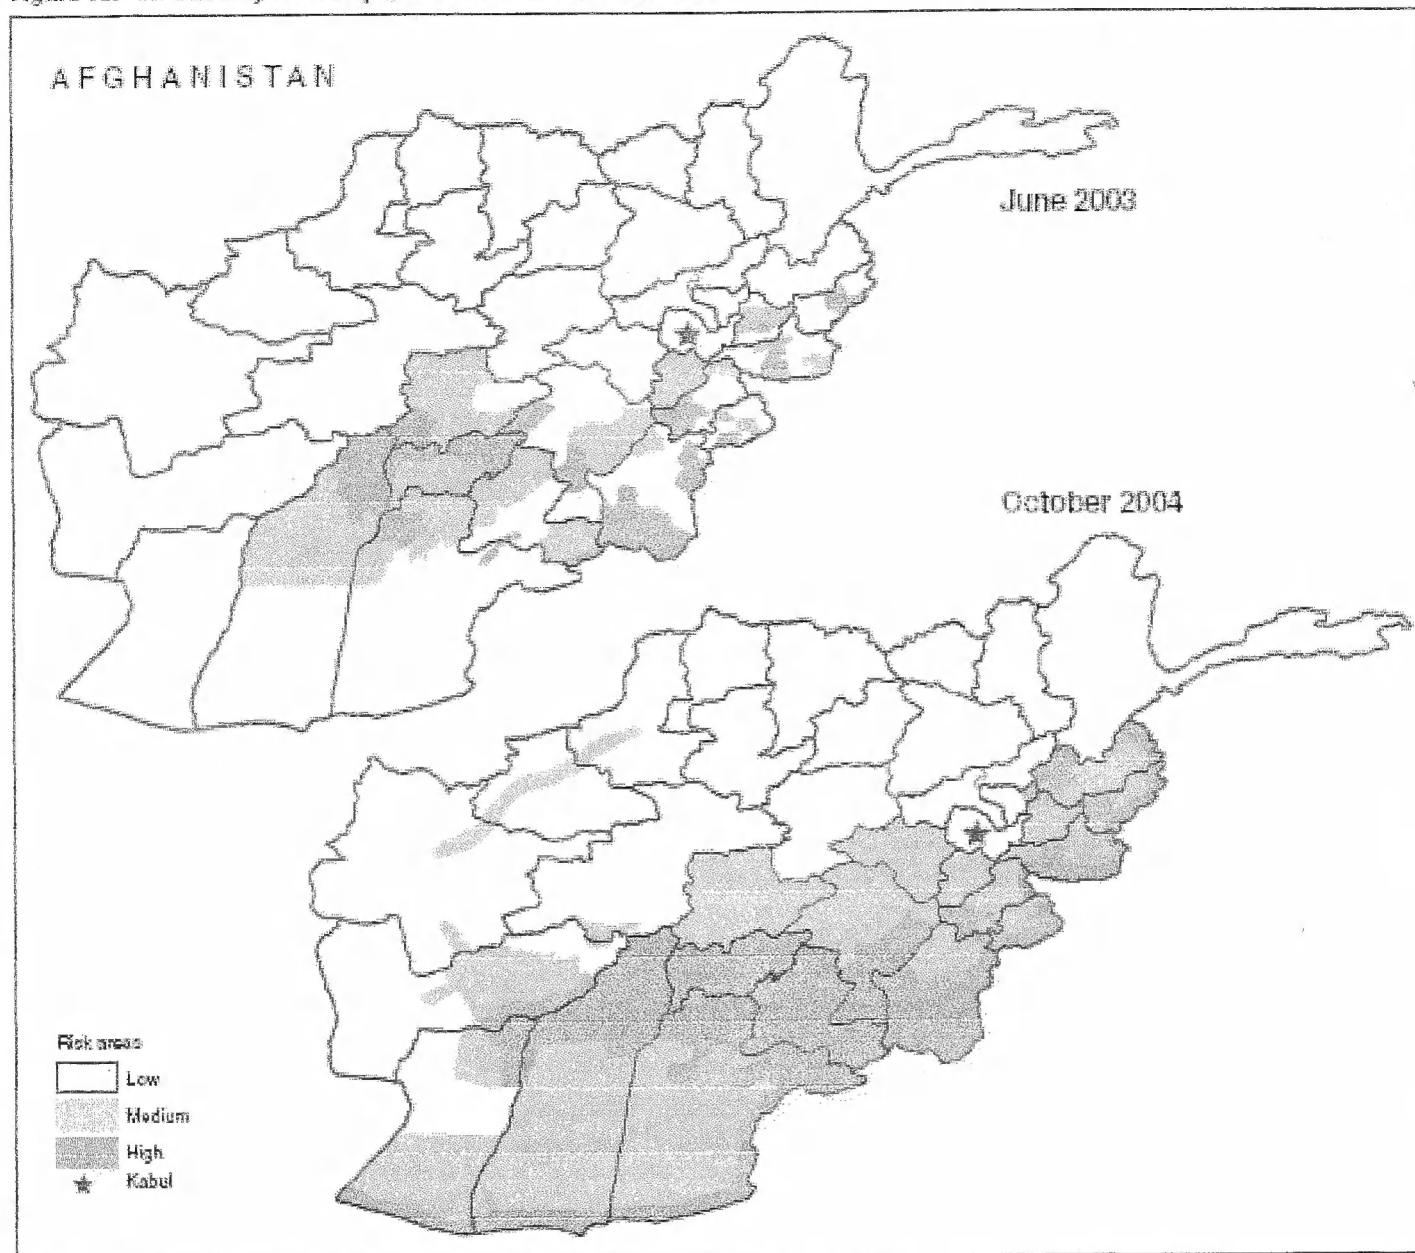 AFGHANISTAN
June 2003
October 2004
Risk areas
Low
Medium
High
Kabul